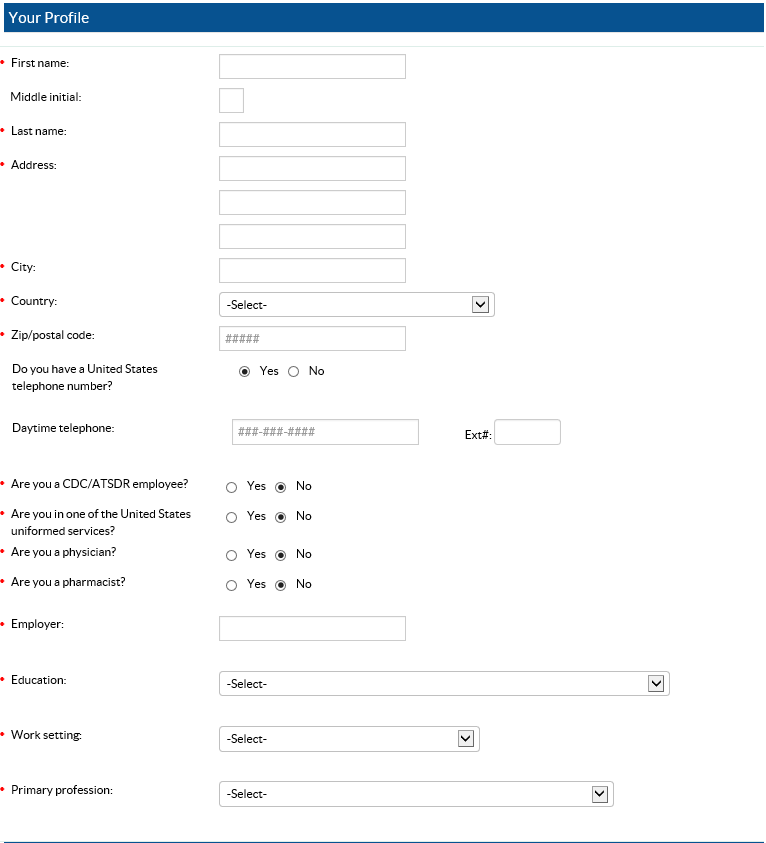 Your Profile
• First name:
Middle initial:
• Last name:
• Address:
• City:
• Country: -Select-
• Zip/postal code: #####
Do you have a United States Yes No
telephone number?
Daytime telephone: ###-###-#### Ext#:
• Are you a CDC/ATSDR employee? Yes No
• Are you in one of the United States Yes No
uniformed services?
• Are you a physician? Yes No
• Are you a pharmacist? Yes No
• Employer:
• Education: -Select-
• Work setting: -Select-
• Primary profession: -Select-